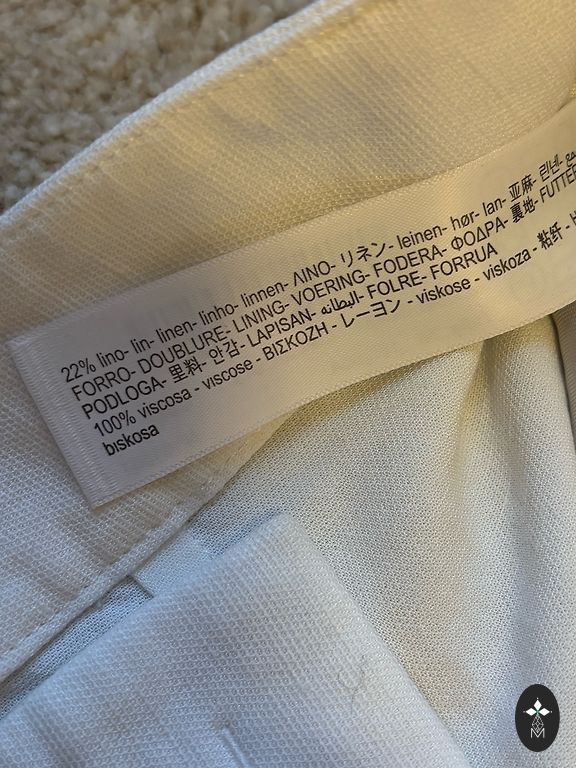 22% lino- lin- linen- linho- linnen- ΛΙΝΟ- リネン- leinen- hør- lan- 亚麻- 린넨-
FORRO- DOUBLURE- LINING- VOERING- FODERA- ΦΟΔΡΑ- 裏地- FUTTER
PODLOGA- 里料- 안감- LAPISAN- البطانه- FOLRE- FORRUA
100% viscosa - viscose - ΒΙΣΚΟΖΗ - レーヨン - viskose - viskoza - 粘纤 -
biskosa
M